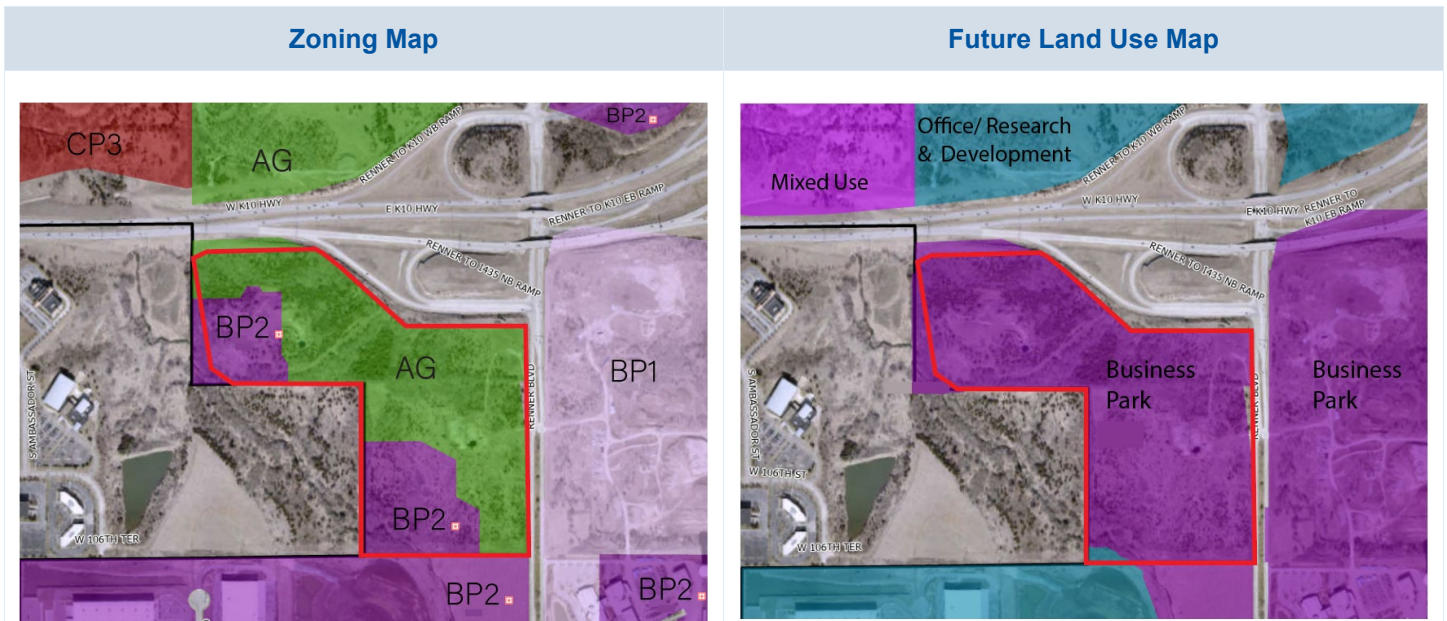 Zoning Map
Future Land Use Map
CP3
AG
BP2
RENNER TO K10 WB RAMP
W K10 HWY
E K10 HWY
RENNER TO K10 EB RAMP
RENNER TO I435 NB RAMP
BP2
AG
BP1
RENNER BLVD
S AMBASSADOR ST
BP2
W 106TH TER
BP2
BP2
Mixed Use
Office/ Research
& Development
RENNER TO K10 WB RAMP
W K10 HWY
E K10 HWY
RENNER TO
K10 EB RAMP
RENNER TO I435 NB RAMP
Business
Park
Business
Park
RENNER BLVD
S AMBASSADOR ST
W 106TH ST
W 106TH TER